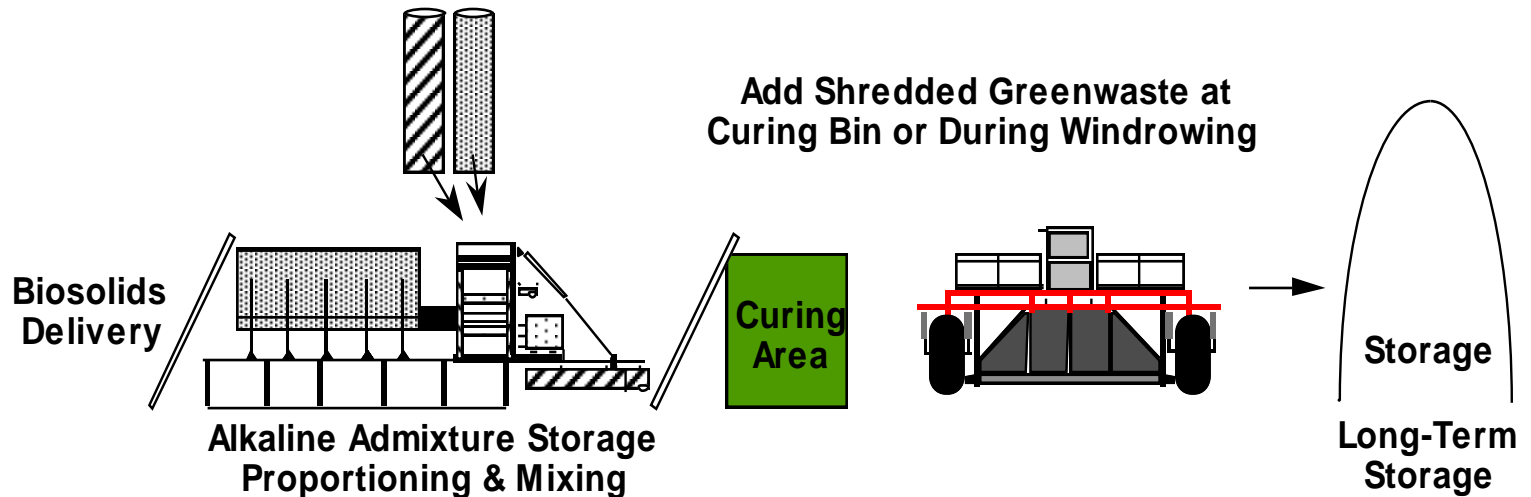 Add Shredded Greenwaste at
Curing Bin or During Windrowing
Biosolids
Delivery
Curing
Area
Storage
Alkaline Admixture Storage
Proportioning & Mixing
Long-Term
Storage